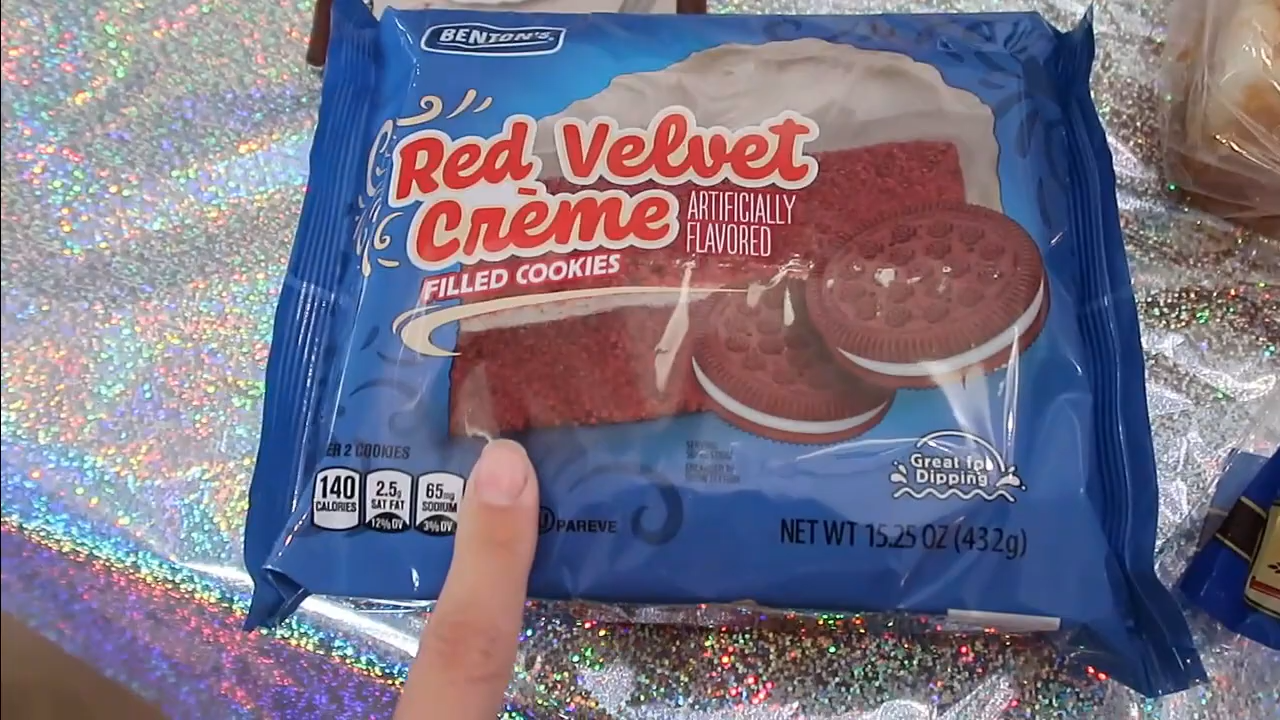 BENTON'S
Red Velvet
Crème
ARTIFICIALLY
FLAVORED
FILLED COOKIES
ER 2 COOKIES
140
CALORIES
2.5g
SAT FAT
12% DV
65mg
SODIUM
3% DV
U PAREVE
Great for
Dipping
NET WT 15.25 OZ (432g)